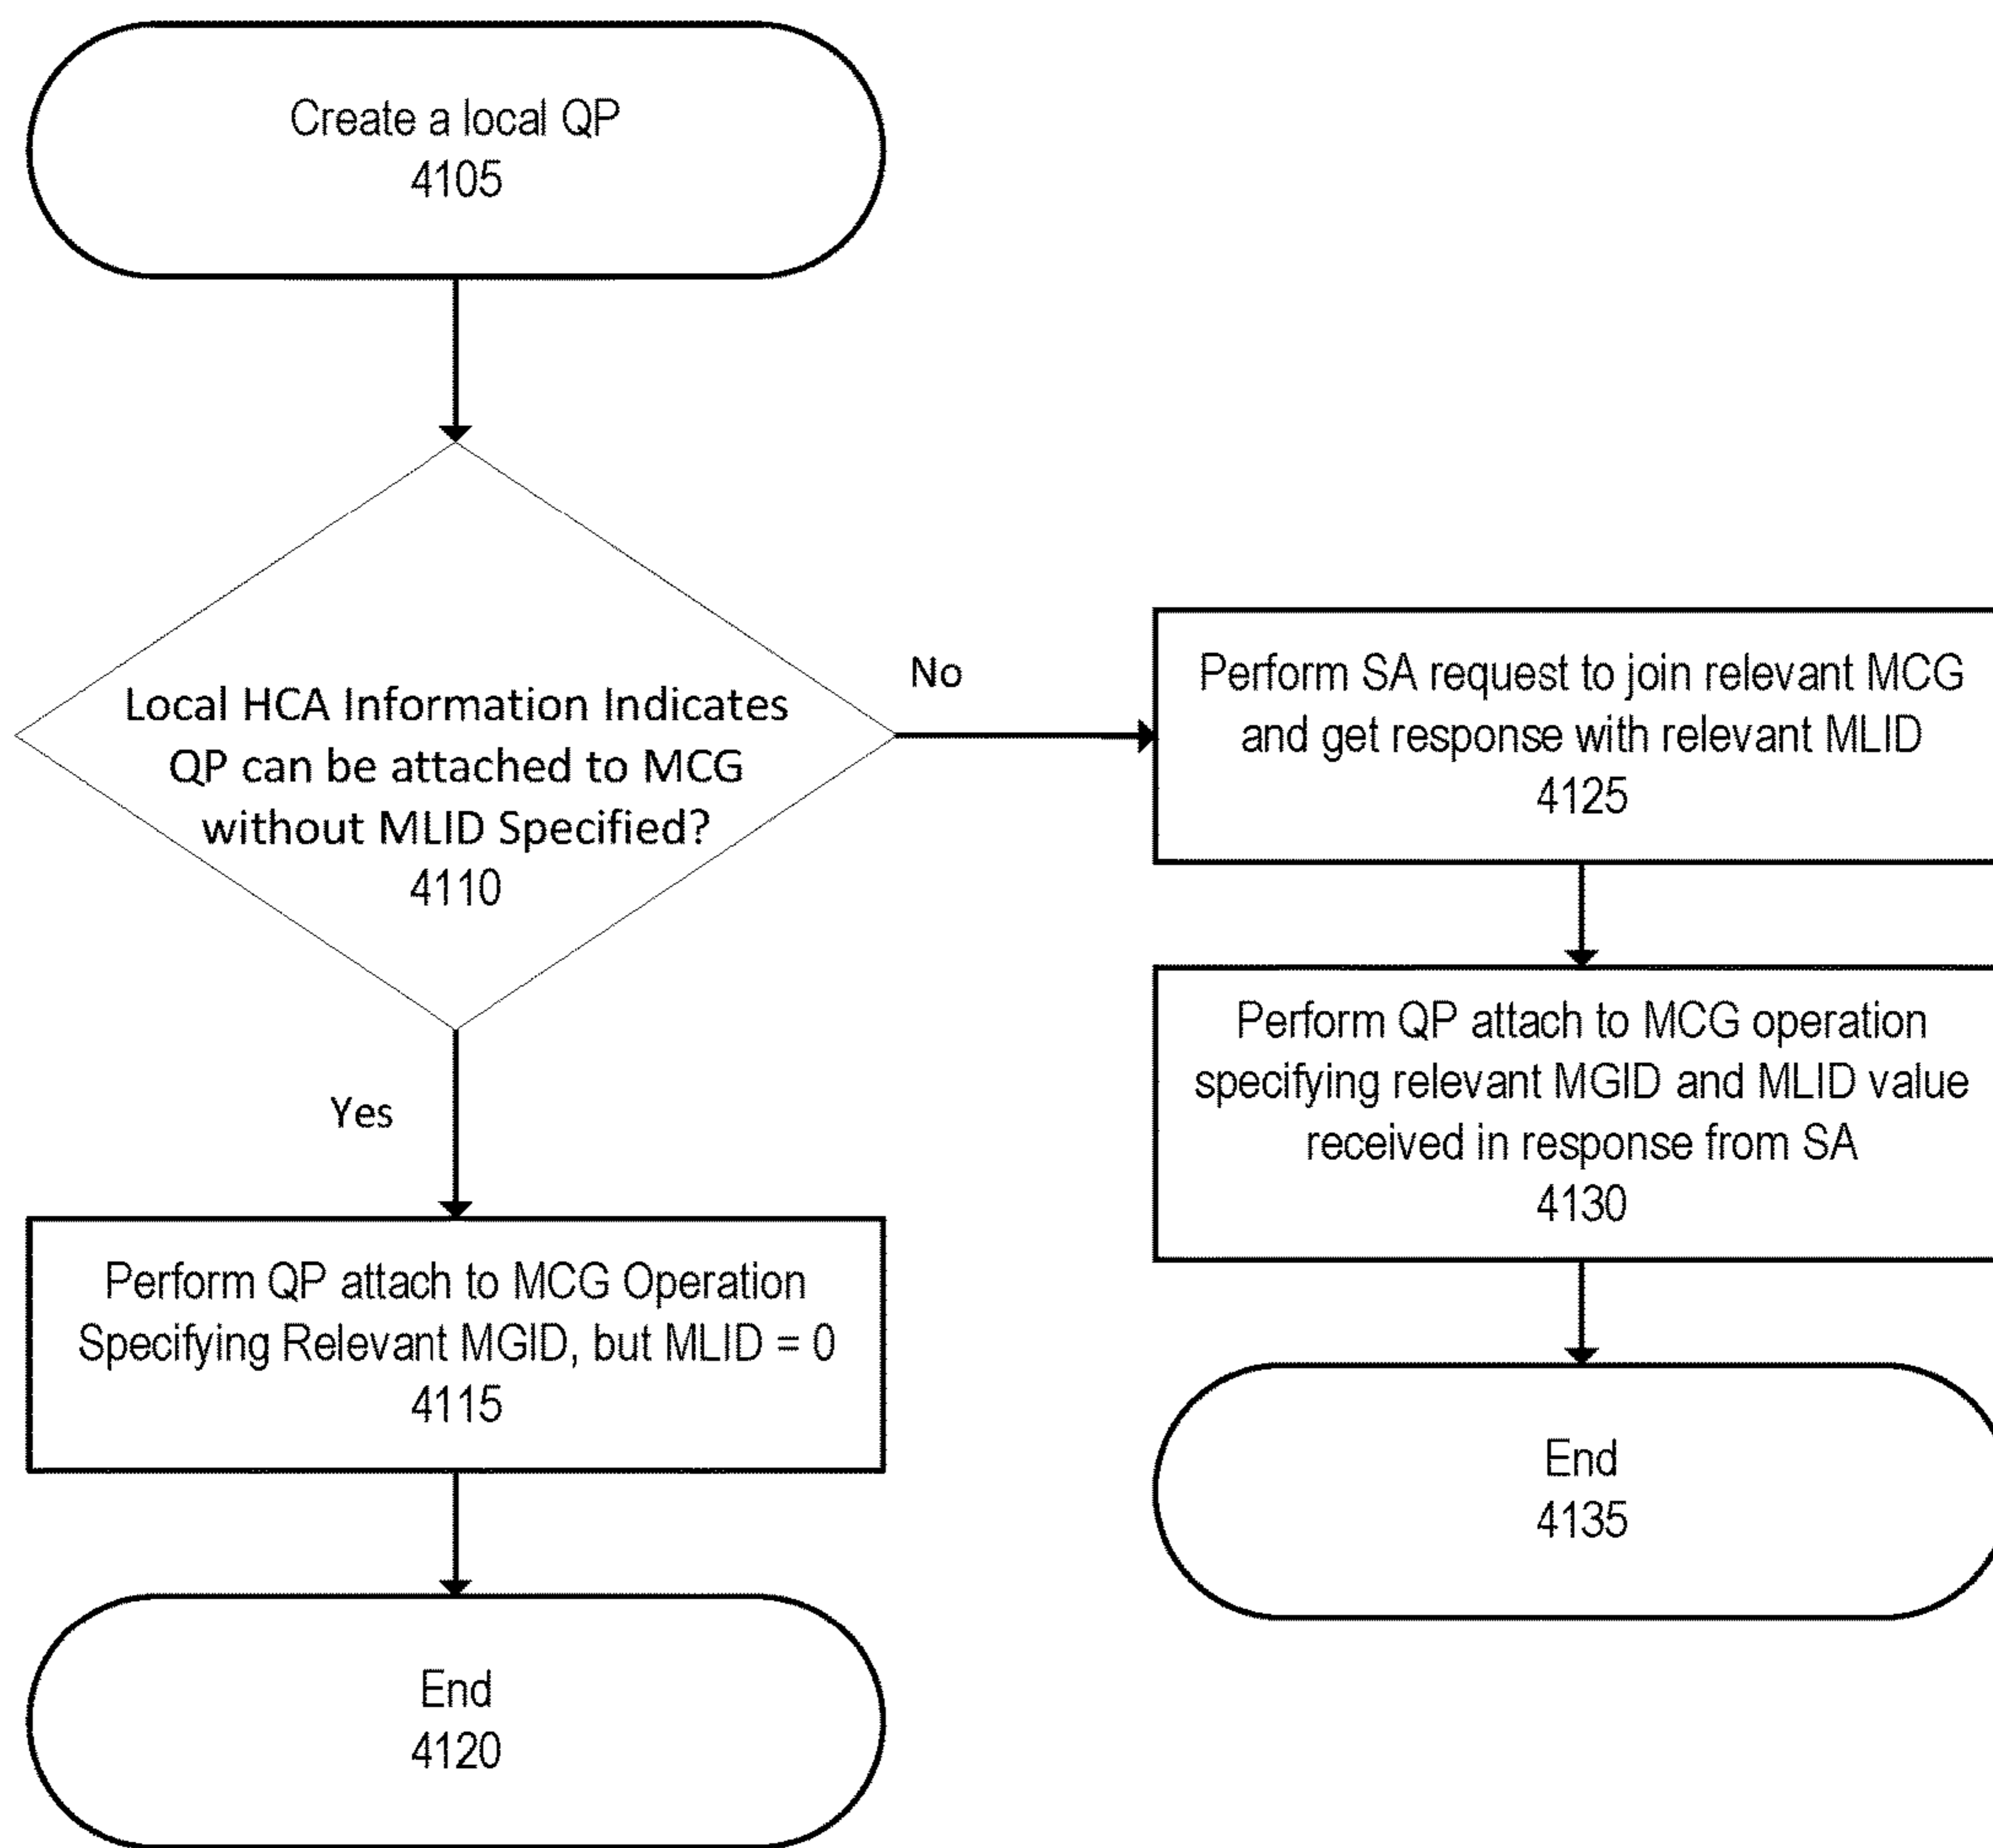 Create a local QP
4105
Local HCA Information Indicates
QP can be attached to MCG
without MLID Specified?
4110
No
Perform SA request to join relevant MCG
and get response with relevant MLID
4125
Perform QP attach to MCG operation
specifying relevant MGID and MLID value
received in response from SA
4130
End
4135
Yes
Perform QP attach to MCG Operation
Specifying Relevant MGID, but MLID = 0
4115
End
4120